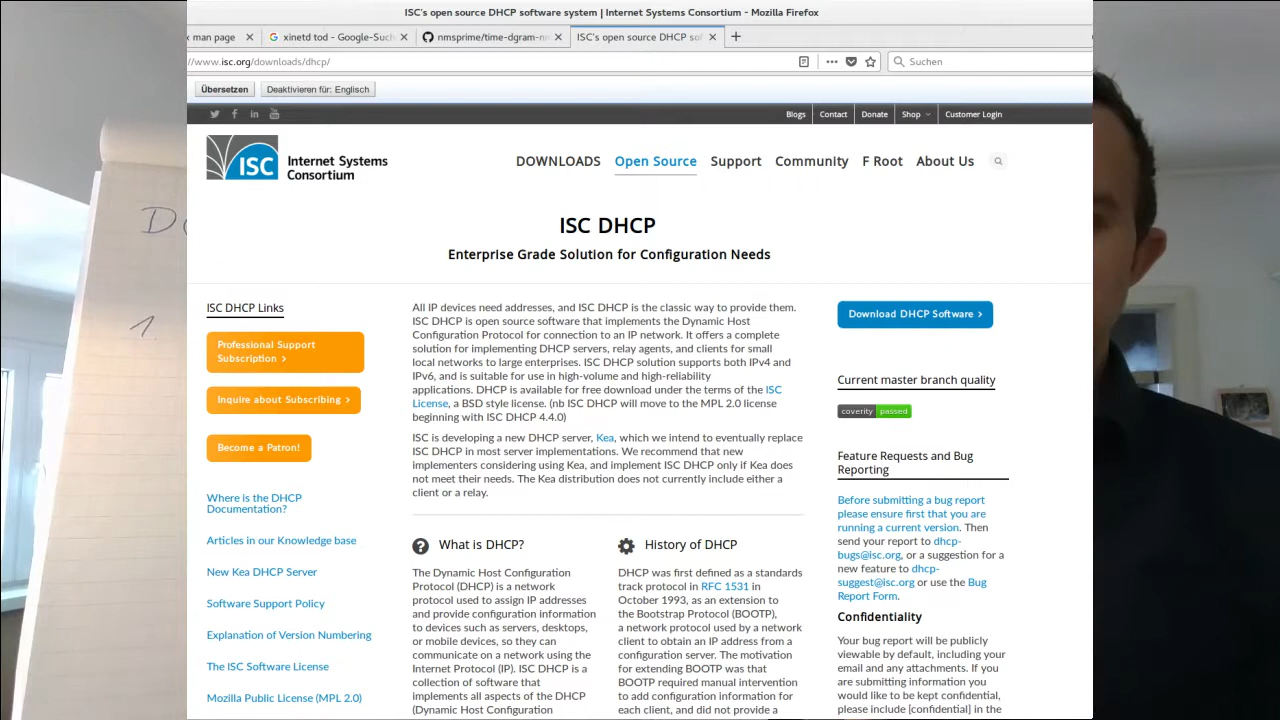 ISC's open source DHCP software system | Internet Systems Consortium - Mozilla Firefox
x man page
xinetd tod - Google-Such
nmsprime/time-dgram-nm
ISC's open source DHCP sof
//www.isc.org/downloads/dhcp/
Suchen
Übersetzen
Deaktivieren für: Englisch
Blogs
Contact
Donate
Shop
Customer Login
ISC
Internet Systems
Consortium
DOWNLOADS
Open Source
Support
Community
F Root
About Us
ISC DHCP
Enterprise Grade Solution for Configuration Needs
ISC DHCP Links
Professional Support
Subscription >
Inquire about Subscribing >
Become a Patron!
Where is the DHCP
Documentation?
Articles in our Knowledge base
New Kea DHCP Server
Software Support Policy
Explanation of Version Numbering
The ISC Software License
Mozilla Public License (MPL 2.0)
All IP devices need addresses, and ISC DHCP is the classic way to provide them.
ISC DHCP is open source software that implements the Dynamic Host
Configuration Protocol for connection to an IP network. It offers a complete
solution for implementing DHCP servers, relay agents, and clients for small
local networks to large enterprises. ISC DHCP solution supports both IPv4 and
IPv6, and is suitable for use in high-volume and high-reliability
applications. DHCP is available for free download under the terms of the ISC
License, a BSD style license. (nb ISC DHCP will move to the MPL 2.0 license
beginning with ISC DHCP 4.4.0)
ISC is developing a new DHCP server, Kea, which we intend to eventually replace
ISC DHCP in most server implementations. We recommend that new
implementers considering using Kea, and implement ISC DHCP only if Kea does
not meet their needs. The Kea distribution does not currently include either a
client or a relay.
What is DHCP?
The Dynamic Host Configuration
Protocol (DHCP) is a network
protocol used to assign IP addresses
and provide configuration information
to devices such as servers, desktops,
or mobile devices, so they can
communicate on a network using the
Internet Protocol (IP). ISC DHCP is a
collection of software that
implements all aspects of the DHCP
(Dynamic Host Configuration
History of DHCP
DHCP was first defined as a standards
track protocol in RFC 1531 in
October 1993, as an extension to
the Bootstrap Protocol (BOOTP),
a network protocol used by a network
client to obtain an IP address from a
configuration server. The motivation
for extending BOOTP was that
BOOTP required manual intervention
to add configuration information for
each client, and did not provide a
Download DHCP Software >
Current master branch quality
coverity passed
Feature Requests and Bug
Reporting
Before submitting a bug report
please ensure first that you are
running a current version. Then
send your report to dhcp-
bugs@isc.org, or a suggestion for a
new feature to dhcp-
suggest@isc.org or use the Bug
Report Form.
Confidentiality
Your bug report will be publicly
viewable by default, including your
email and any attachments. If you
are submitting information you
would like to be kept confidential,
please include [confidential] in the
1.